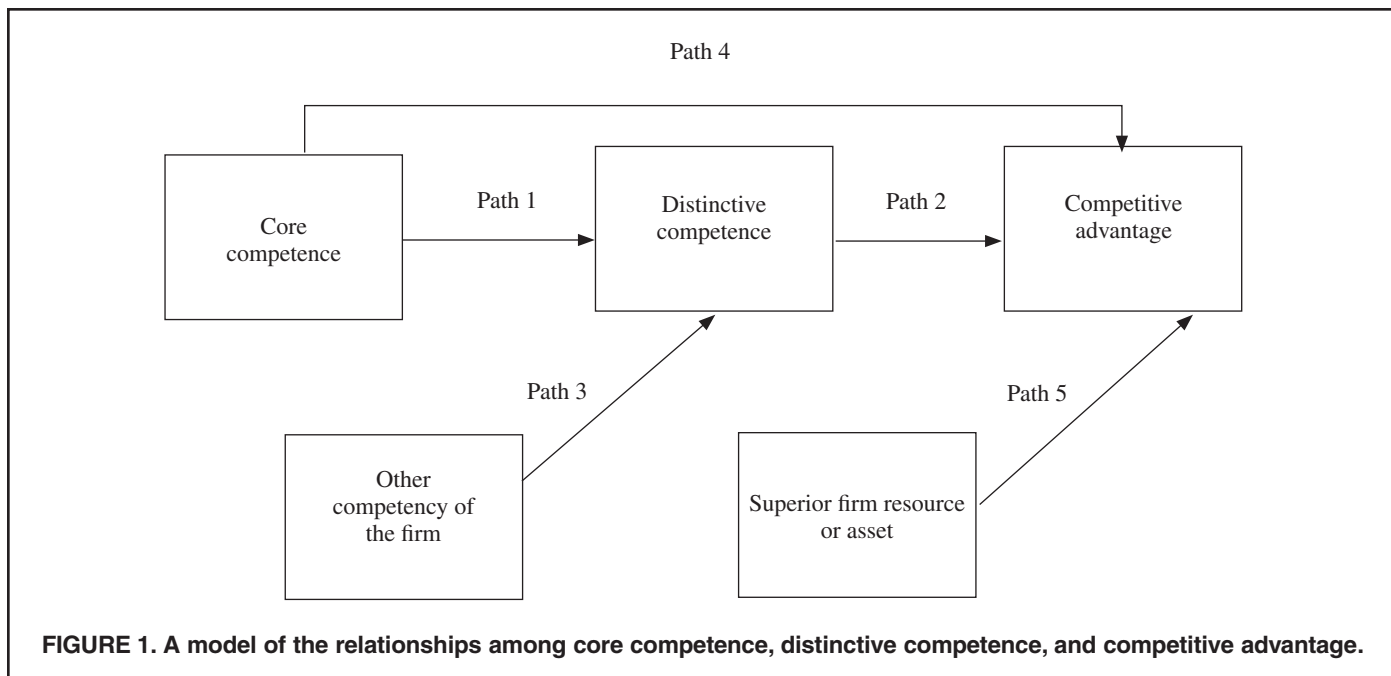 Path 4
Core
competence
Path 1
Distinctive
competence
Path 2
Competitive
advantage
Path 3
Other
competency of
the firm
Path 5
Superior firm resource
or asset
FIGURE 1. A model of the relationships among core competence, distinctive competence, and competitive advantage.